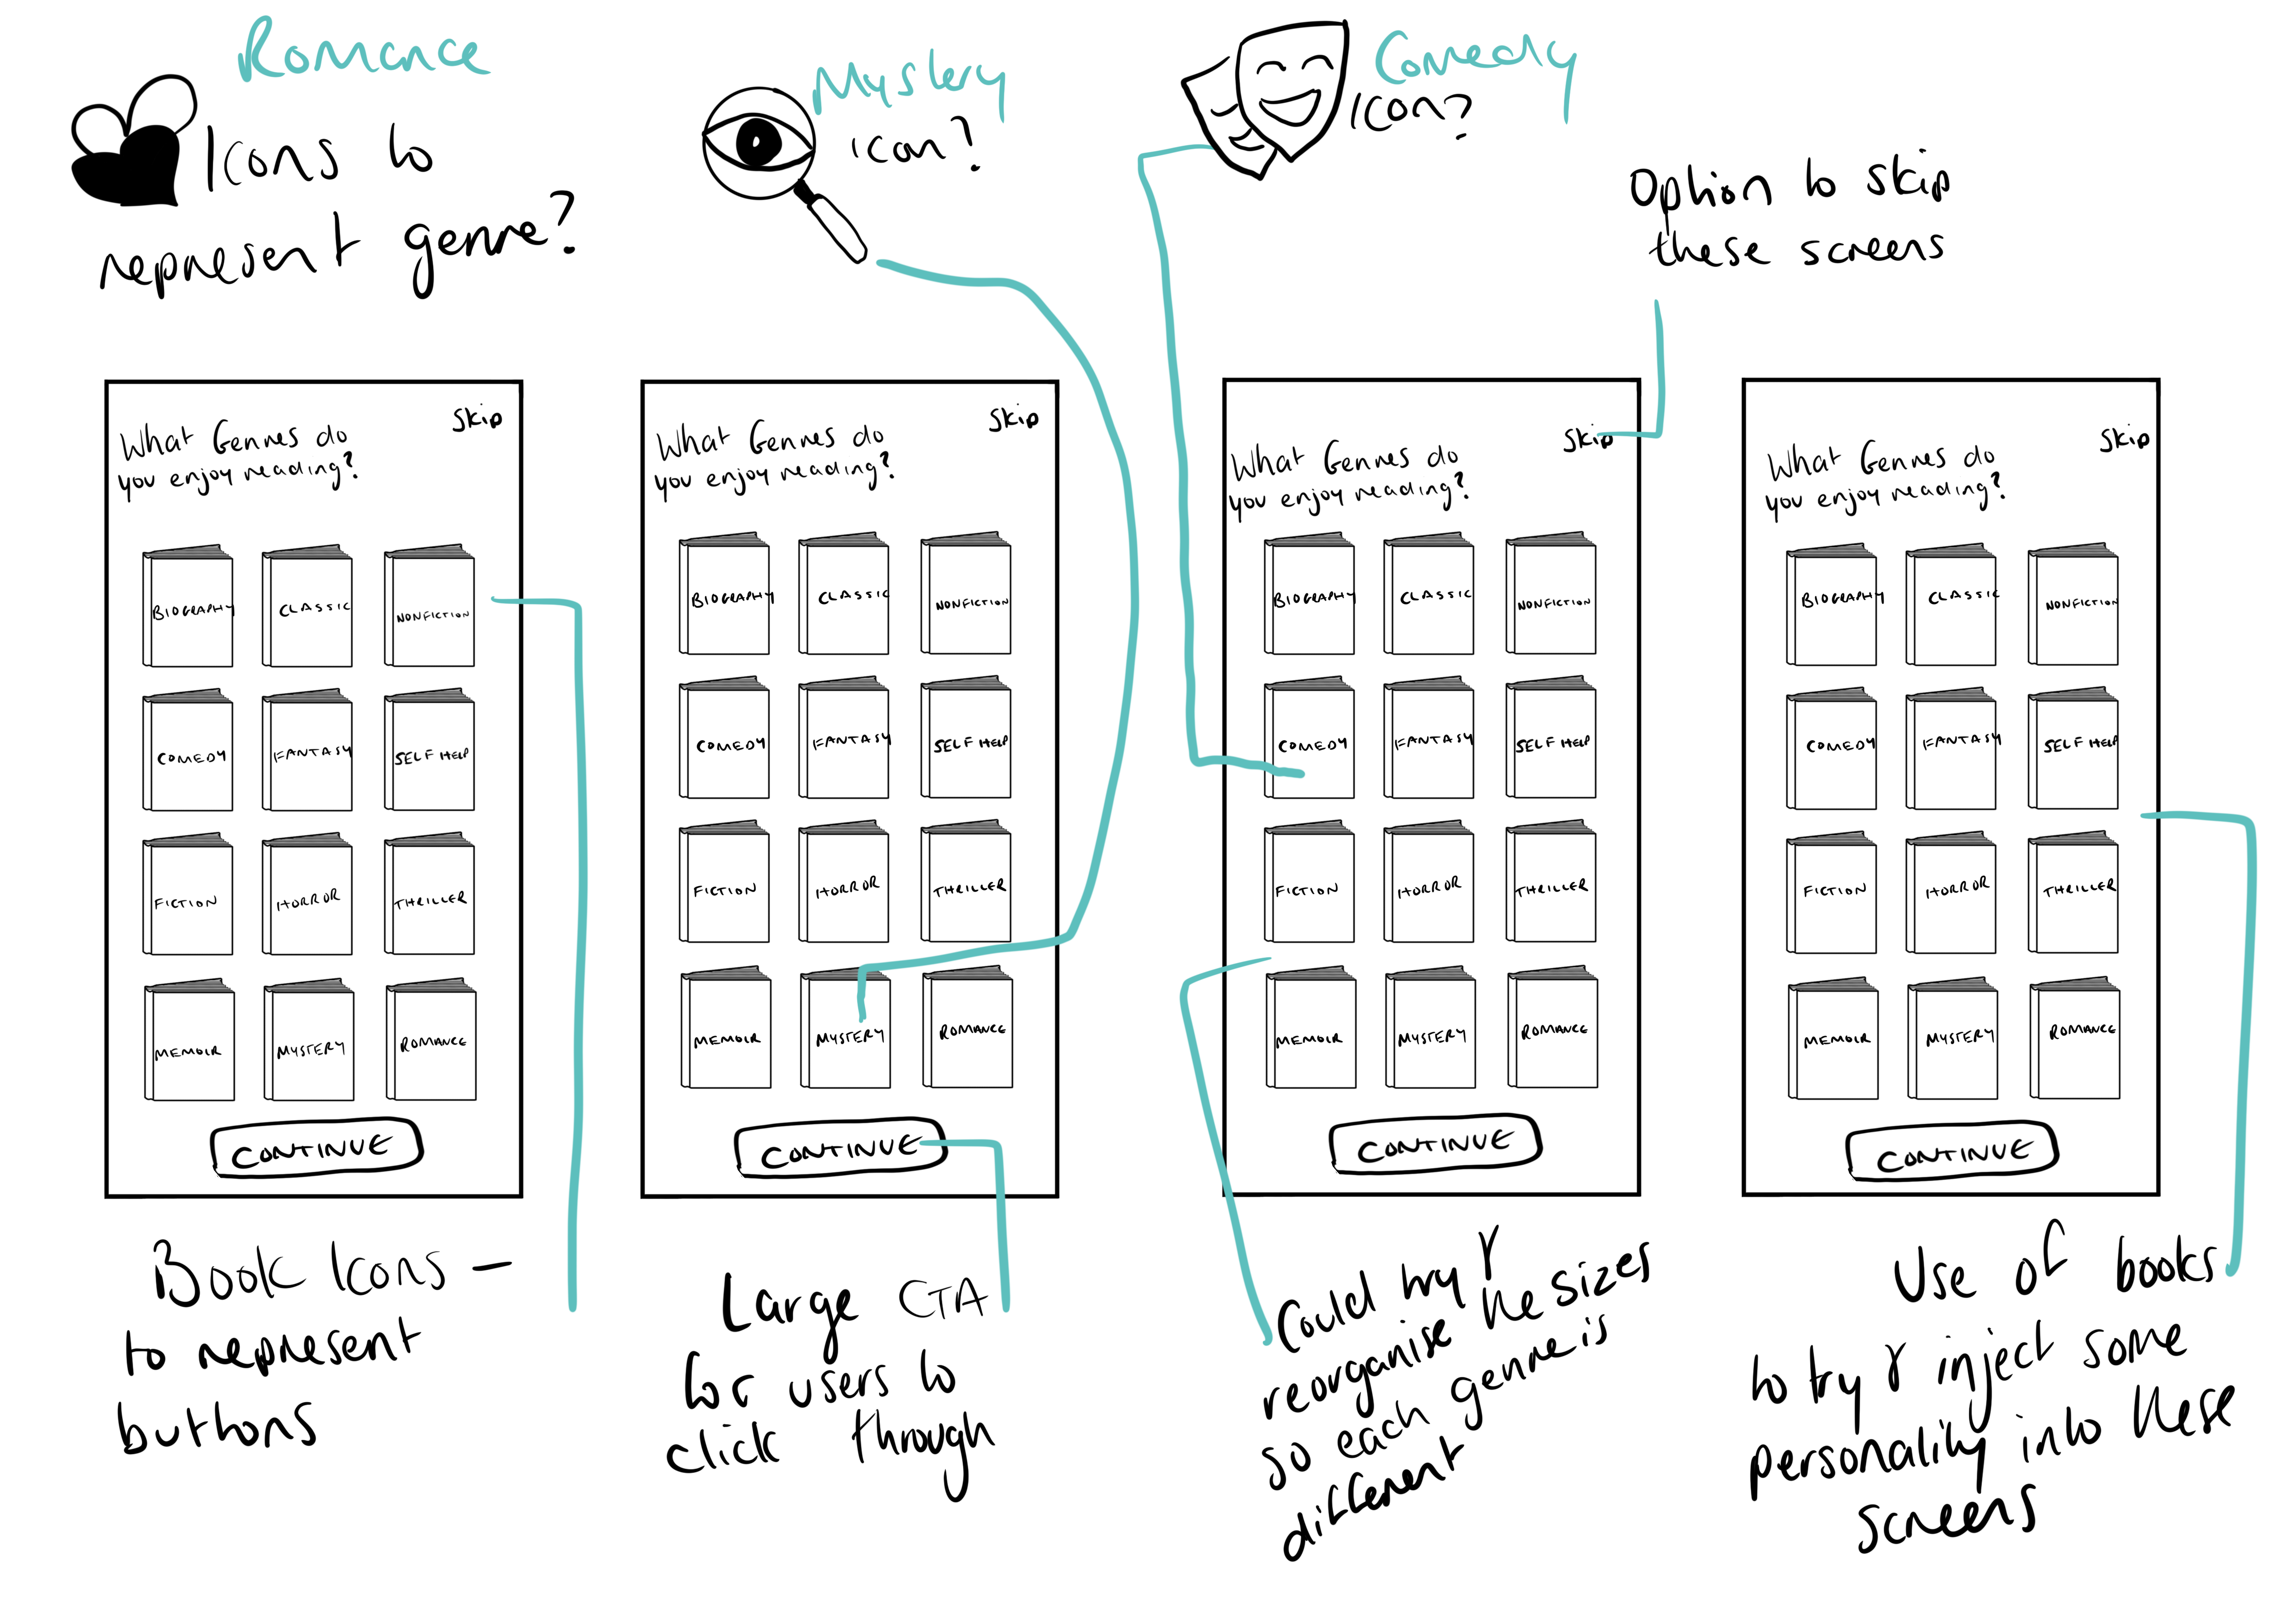 Romance
Icons to
represent genre?
Mystery
icon?
Comedy
Icon?
Option to skip
these screens
Skip
What Genres do
you enjoy reading?
BIOGRAPHY CLASSIC NONFICTION
COMEDY FANTASY SELF HELP
FICTION HORROR THRILLER
MEMOIR MYSTERY ROMANCE
CONTINUE
Skip
What Genres do
you enjoy reading?
BIOGRAPHY CLASSIC NONFICTION
COMEDY FANTASY SELF HELP
FICTION HORROR THRILLER
MEMOIR MYSTERY ROMANCE
CONTINUE
Skip
What Genres do
you enjoy reading?
BIOGRAPHY CLASSIC NONFICTION
COMEDY FANTASY SELF HELP
FICTION HORROR THRILLER
MEMOIR MYSTERY ROMANCE
CONTINUE
Skip
What Genres do
you enjoy reading?
BIOGRAPHY CLASSIC NONFICTION
COMEDY FANTASY SELF HELP
FICTION HORROR THRILLER
MEMOIR MYSTERY ROMANCE
CONTINUE
Book Icons –
to represent
buttons
Large CTA
for users to
click through
Could try &
reorganise the sizes
so each genre is
different
Use of books
to try & inject some
personality into these
screens